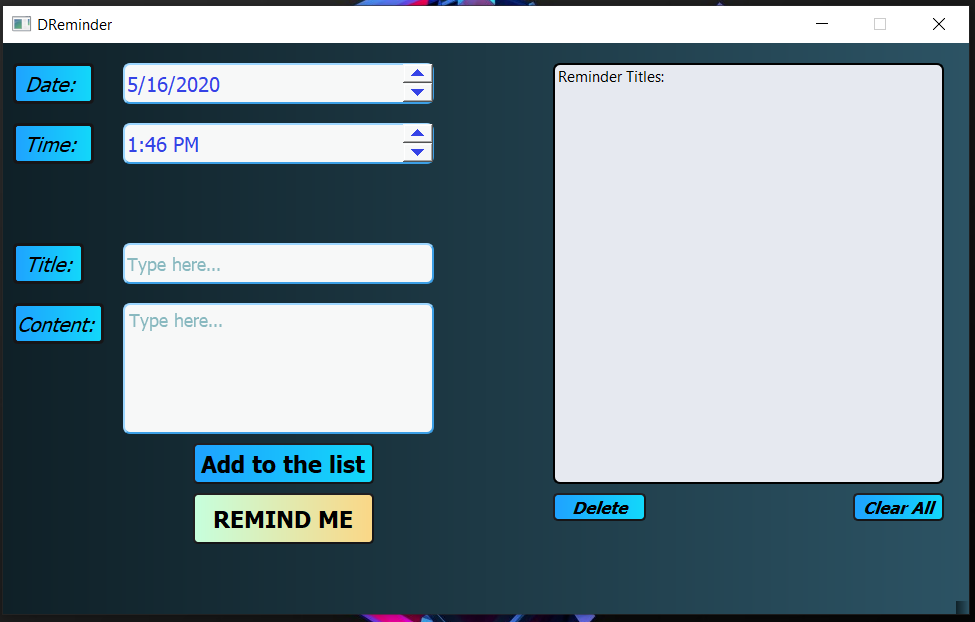 DReminder
Date:
5/16/2020
Time:
1:46 PM
Title:
Type here...
Content:
Type here...
Add to the list
REMIND ME
Reminder Titles:
Delete
Clear All